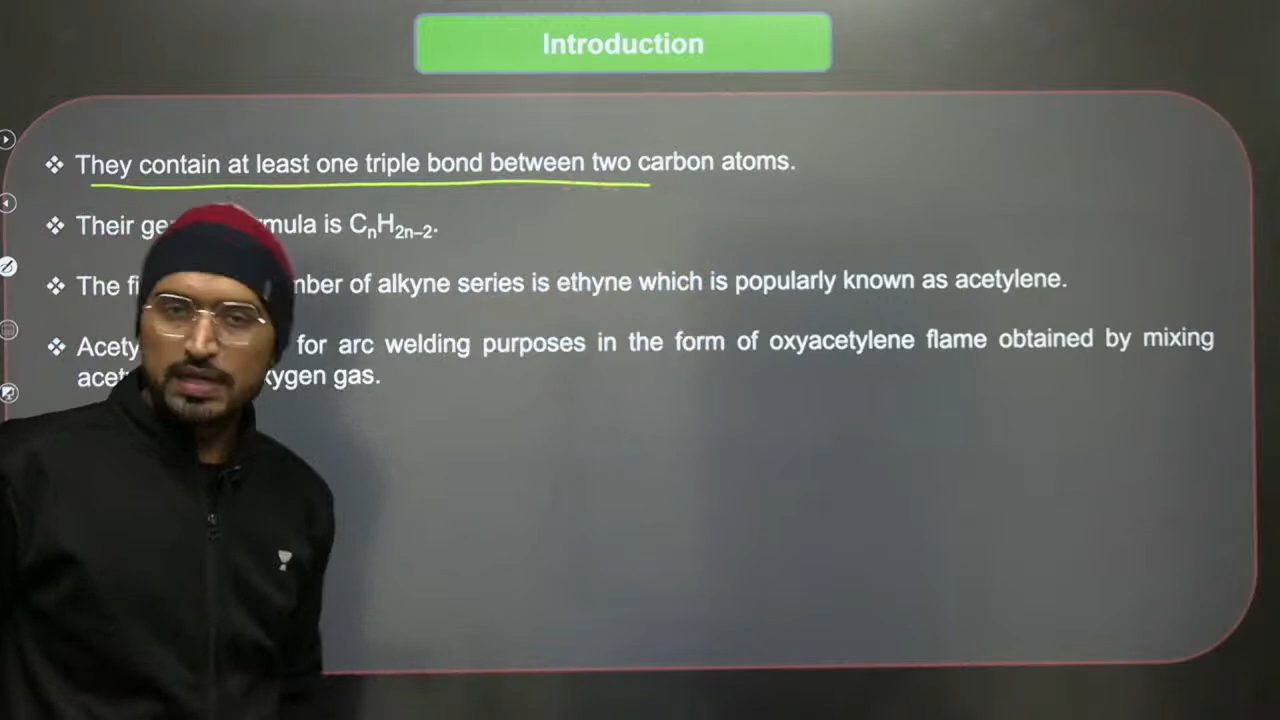 Introduction
❖ They contain at least one triple bond between two carbon atoms.
❖ Their mula is CₙH₂ₙ₋₂.
❖ The mber of alkyne series is ethyne which is popularly known as acetylene.
❖ Acety for arc welding purposes in the form of oxyacetylene flame obtained by mixing
acet xygen gas.